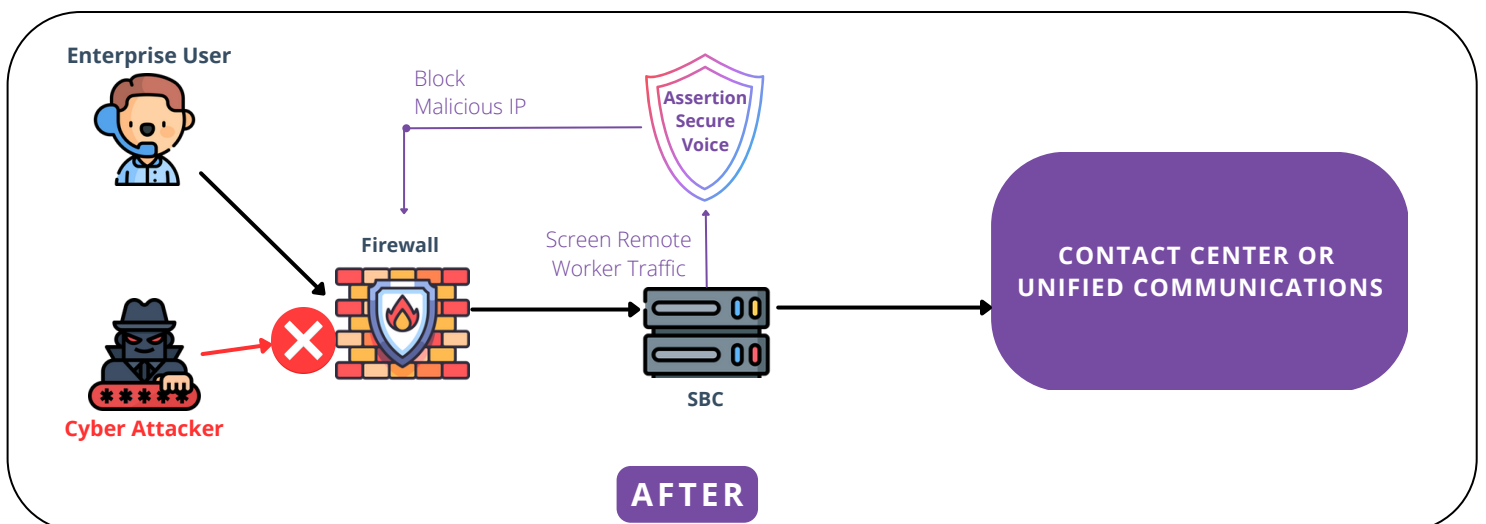 Enterprise User
Block
Malicious IP
Assertion
Secure
Voice
Firewall
Screen Remote
Worker Traffic
CONTACT CENTER OR
UNIFIED COMMUNICATIONS
*****
SBC
Cyber Attacker
AFTER